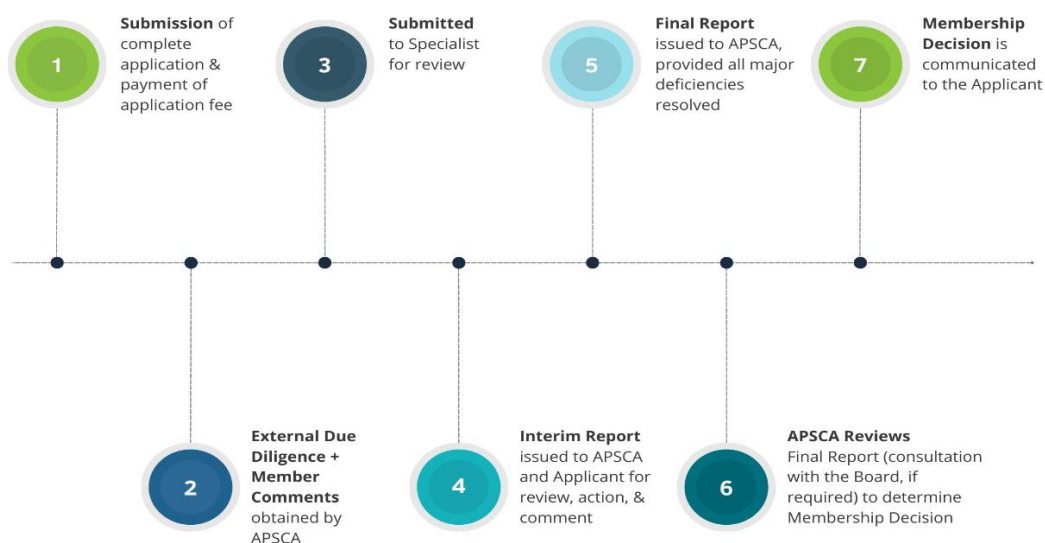 1
Submission of
complete
application &
payment of
application fee
3
Submitted
to Specialist
for review
5
Final Report
issued to APSCA,
provided all major
deficiencies
resolved
7
Membership
Decision is
communicated
to the Applicant
2
External Due
Diligence +
Member
Comments
obtained by
APSCA
4
Interim Report
issued to APSCA
and Applicant for
review, action, &
comment
6
APSCA Reviews
Final Report (consultation
with the Board, if
required) to determine
Membership Decision